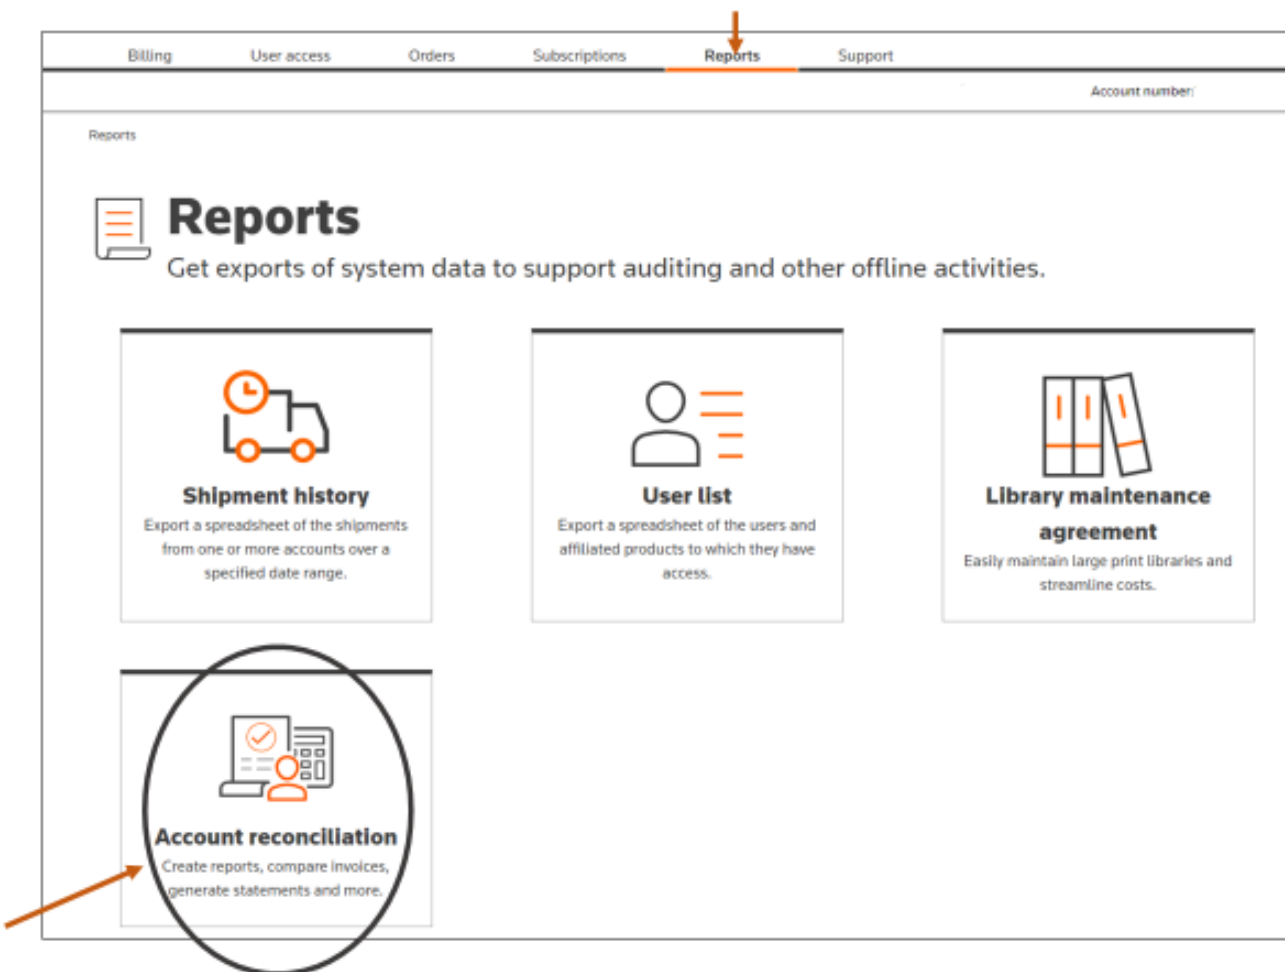 Billing User access Orders Subscriptions Reports Support
Account number:
Reports
Reports
Get exports of system data to support auditing and other offline activities.
Shipment history
Export a spreadsheet of the shipments
from one or more accounts over a
specified date range.
User list
Export a spreadsheet of the users and
affiliated products to which they have
access.
Library maintenance
agreement
Easily maintain large print libraries and
streamline costs.
Account reconciliation
Create reports, compare invoices,
generate statements and more.